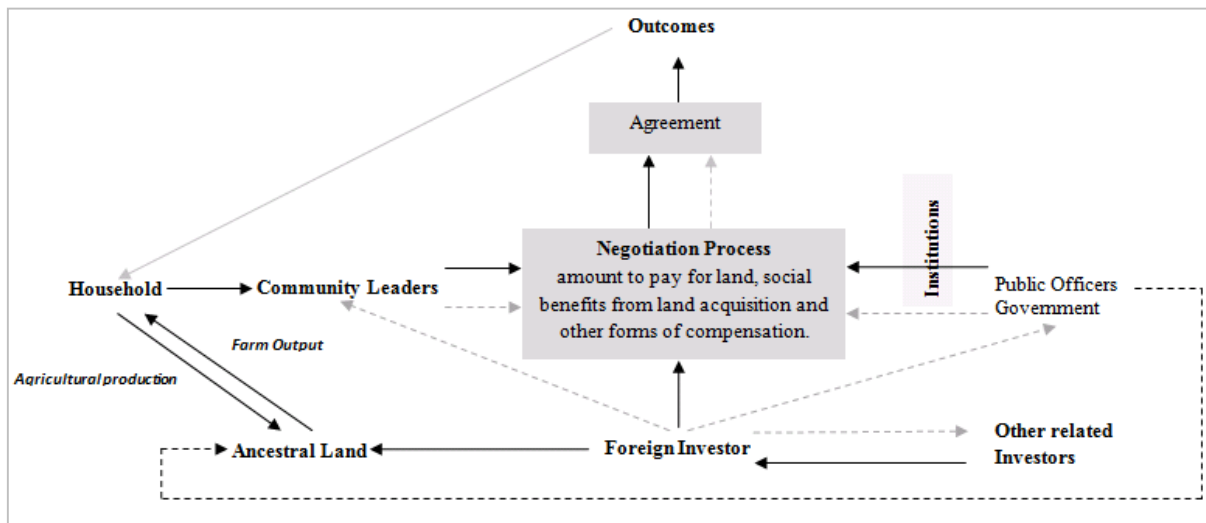 Outcomes
Agreement
Institutions
Negotiation Process
amount to pay for land, social
benefits from land acquisition and
other forms of compensation.
Household
Community Leaders
Public Officers
Government
Farm Output
Agricultural production
Ancestral Land
Foreign Investor
Other related
Investors